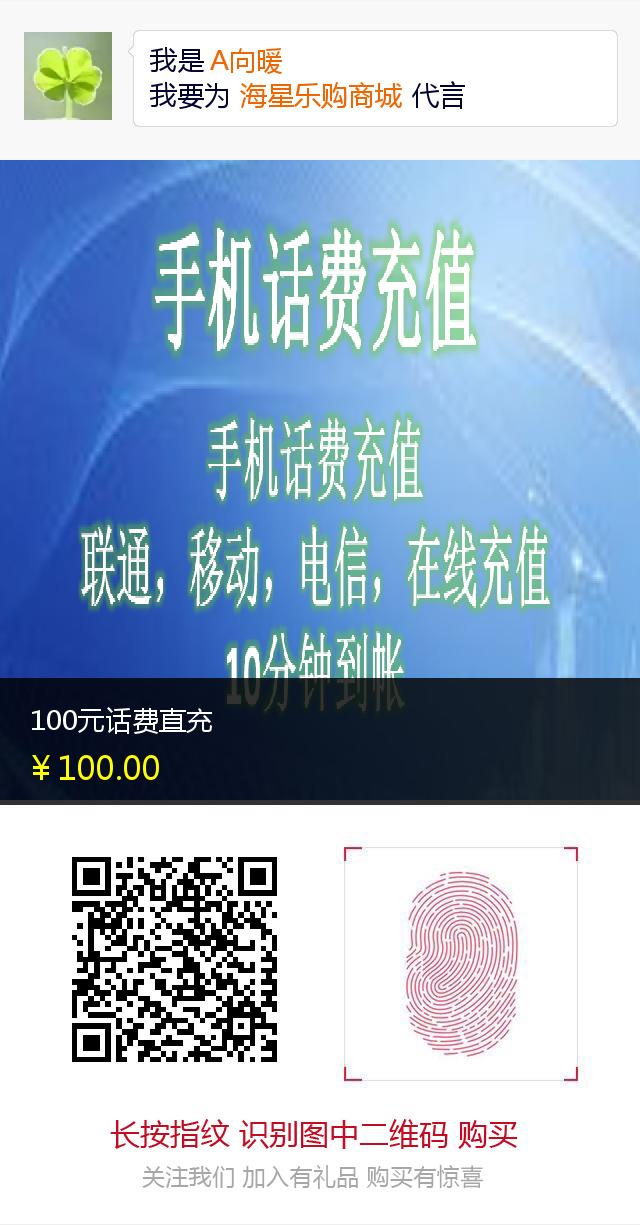 我是 A向暖
我要为 海星乐购商城 代言
手机话费充值
手机话费充值
联通，移动，电信，在线充值
10分钟到帐
100元话费直充
￥100.00
长按指纹 识别图中二维码 购买
关注我们 加入有礼品 购买有惊喜